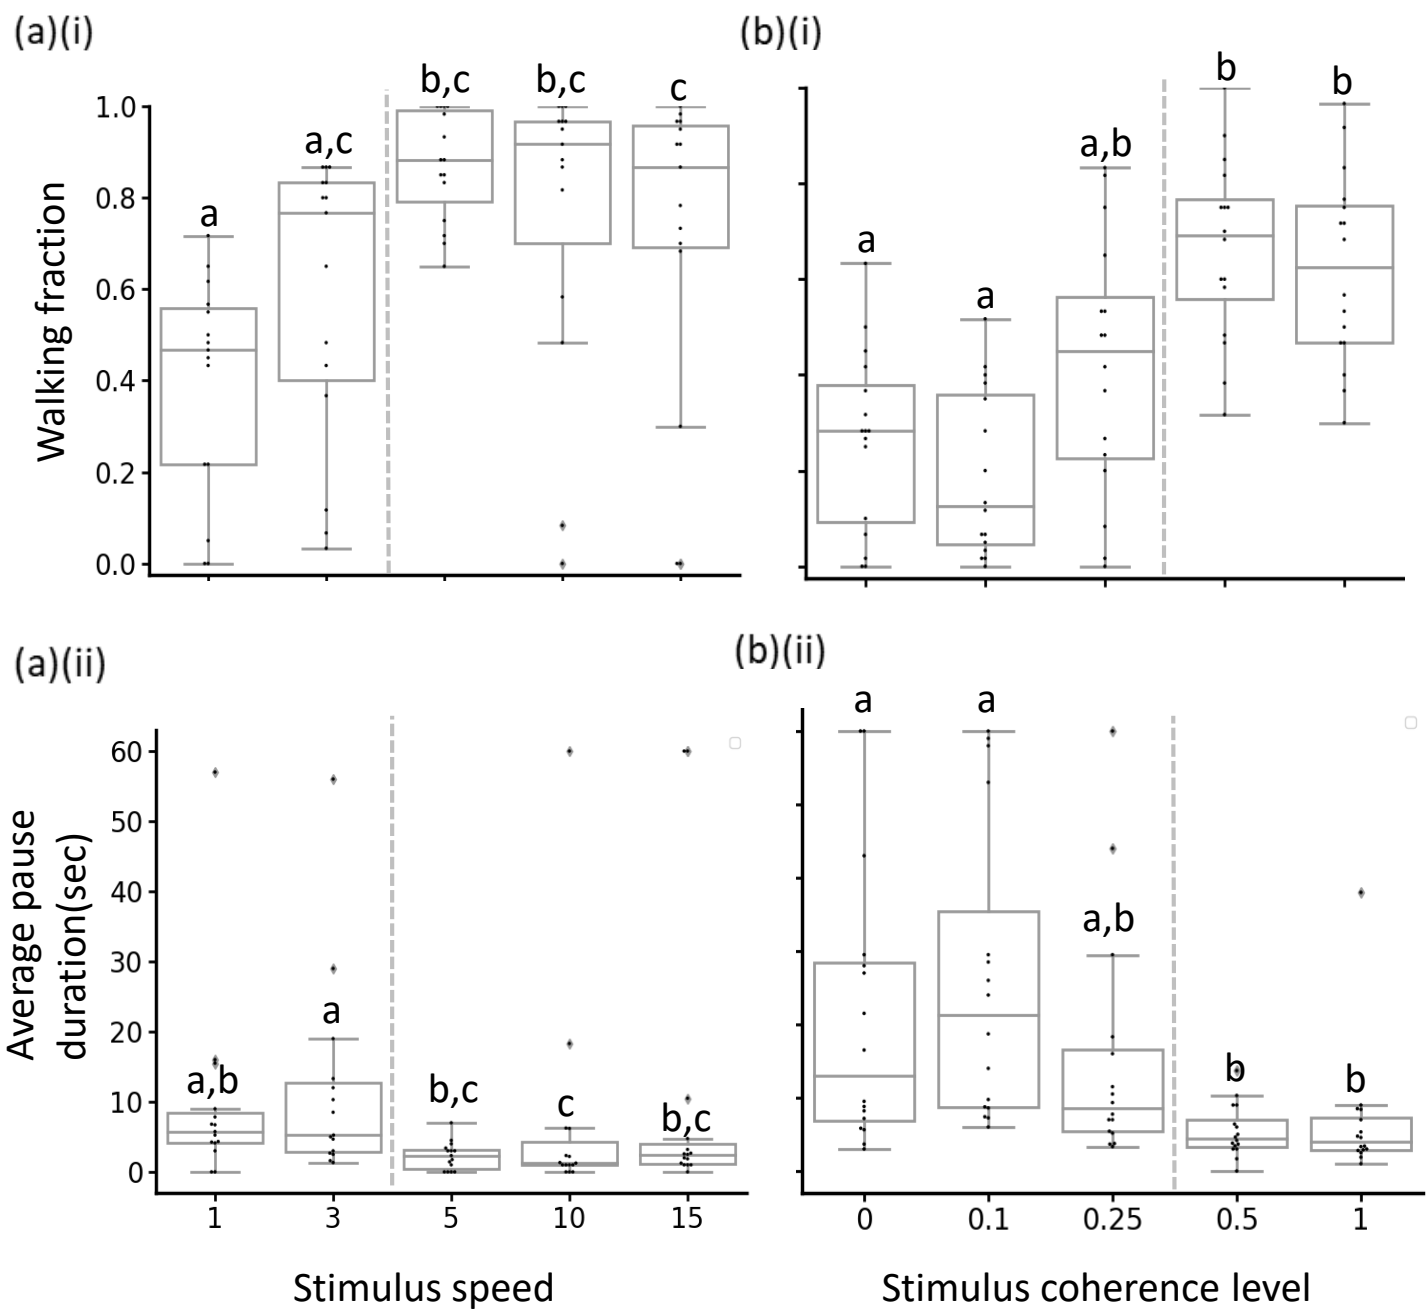 (a)(i)
(b)(i)
b,c
b,c
c
b
b
a,c
a,b
a
a
a
1.0
0.8
0.6
0.4
0.2
0.0
Walking fraction
(a)(ii)
(b)(ii)
a
a
a,b
a
a,b
b,c
c
b,c
b
b
60
50
40
30
20
10
0
Average pause
duration(sec)
1 3 5 10 15
0 0.1 0.25 0.5 1
Stimulus speed
Stimulus coherence level